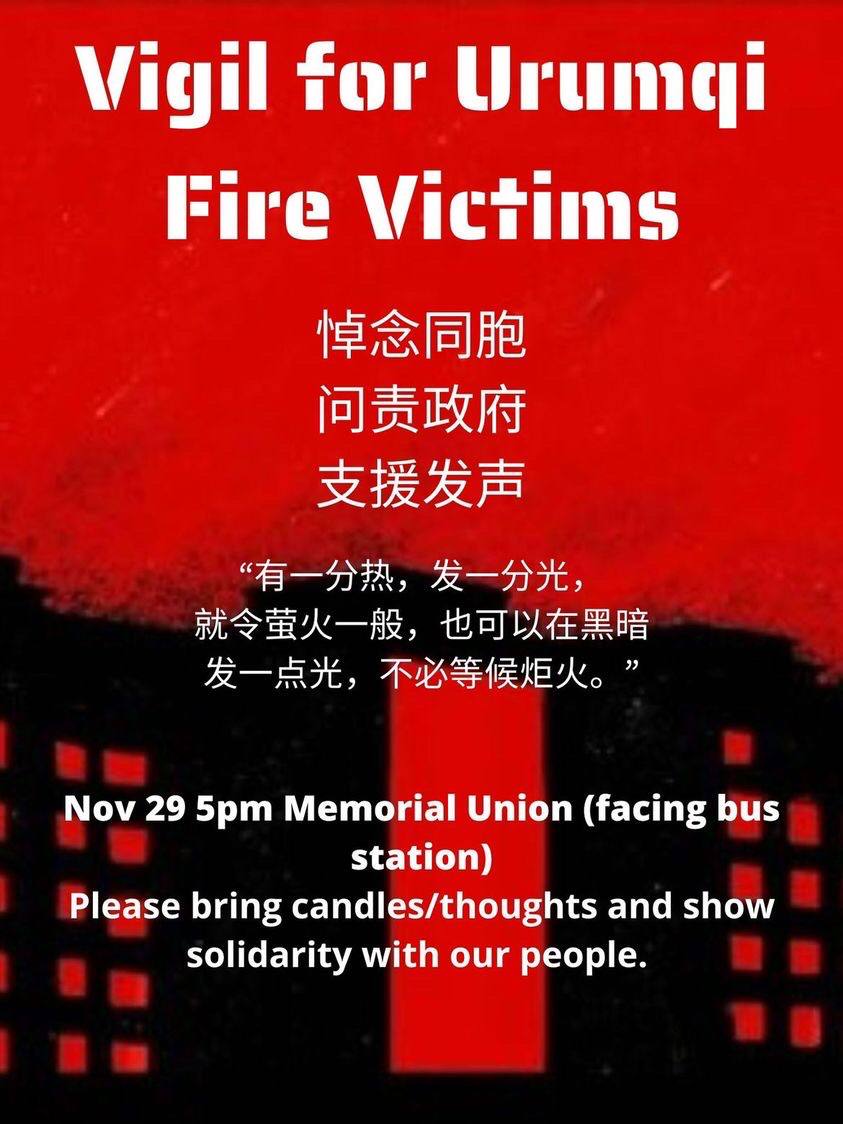 Vigil for Urumqi
Fire Victims
悼念同胞
问责政府
支援发声
“有一分热，发一分光，
就令萤火一般，也可以在黑暗
发一点光，不必等候炬火。”
Nov 29 5pm Memorial Union (facing bus
station)
Please bring candles/thoughts and show
solidarity with our people.